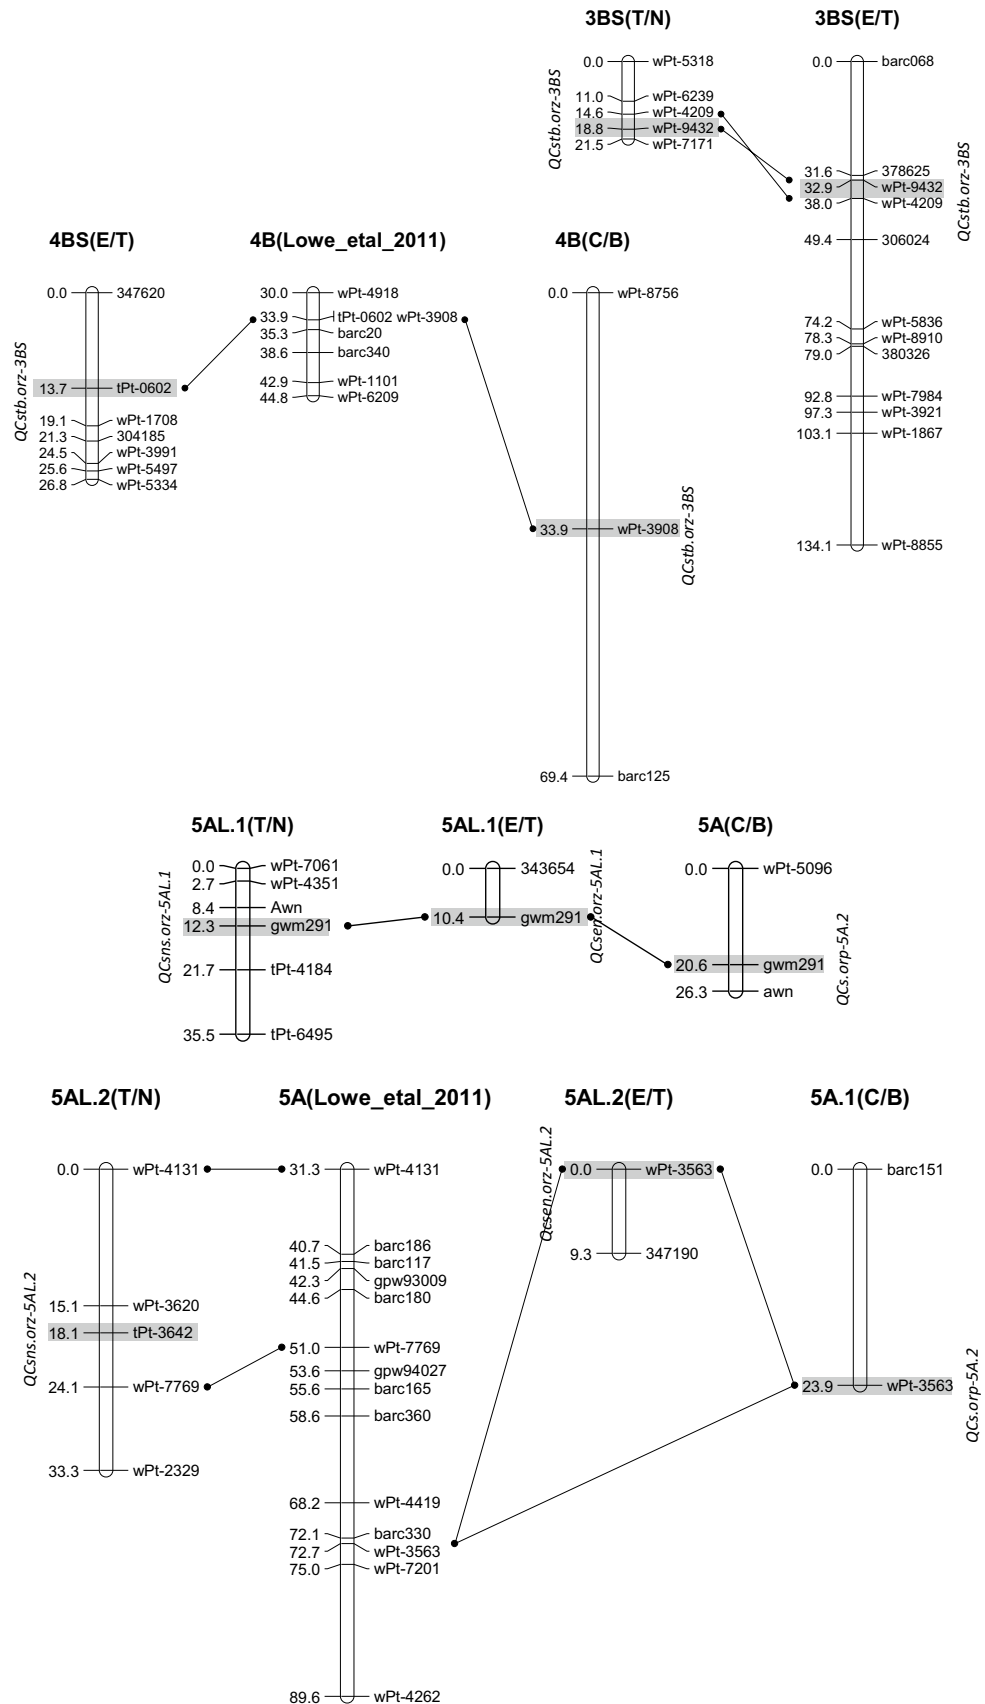 3BS(T/N)
QCstb.orz-3BS
0.0 wPt-5318
11.0 wPt-6239
14.6 wPt-4209
18.8 wPt-9432
21.5 wPt-7171
3BS(E/T)
0.0 barc068
31.6 378625
32.9 wPt-9432
38.0 wPt-4209
49.4 306024
74.2 wPt-5836
78.3 wPt-8910
79.0 380326
92.8 wPt-7984
97.3 wPt-3921
103.1 wPt-1867
134.1 wPt-8855
QCstb.orz-3BS
4BS(E/T)
QCstb.orz-3BS
0.0 347620
13.7 tPt-0602
19.1 wPt-1708
21.3 304185
24.5 wPt-3991
25.6 wPt-5497
26.8 wPt-5334
4B(Lowe_etal_2011)
30.0 wPt-4918
33.9 tPt-0602 wPt-3908
35.3 barc20
38.6 barc340
42.9 wPt-1101
44.8 wPt-6209
4B(C/B)
0.0 wPt-8756
33.9 wPt-3908
69.4 barc125
QCstb.orz-3BS
5AL.1(T/N)
QCsns.orz-5AL.1
0.0 wPt-7061
2.7 wPt-4351
8.4 Awn
12.3 gwm291
21.7 tPt-4184
35.5 tPt-6495
5AL.1(E/T)
0.0 343654
10.4 gwm291
QCsen.orz-5AL.1
5A(C/B)
0.0 wPt-5096
20.6 gwm291
26.3 awn
QCs.orp-5A.2
5AL.2(T/N)
QCsns.orz-5AL.2
0.0 wPt-4131
15.1 wPt-3620
18.1 tPt-3642
24.1 wPt-7769
33.3 wPt-2329
5A(Lowe_etal_2011)
31.3 wPt-4131
40.7 barc186
41.5 barc117
42.3 gpw93009
44.6 barc180
51.0 wPt-7769
53.6 gpw94027
55.6 barc165
58.6 barc360
68.2 wPt-4419
72.1 barc330
72.7 wPt-3563
75.0 wPt-7201
89.6 wPt-4262
5AL.2(E/T)
Qcsen.orz-5AL.2
0.0 wPt-3563
9.3 347190
5A.1(C/B)
0.0 barc151
23.9 wPt-3563
QCs.orp-5A.2